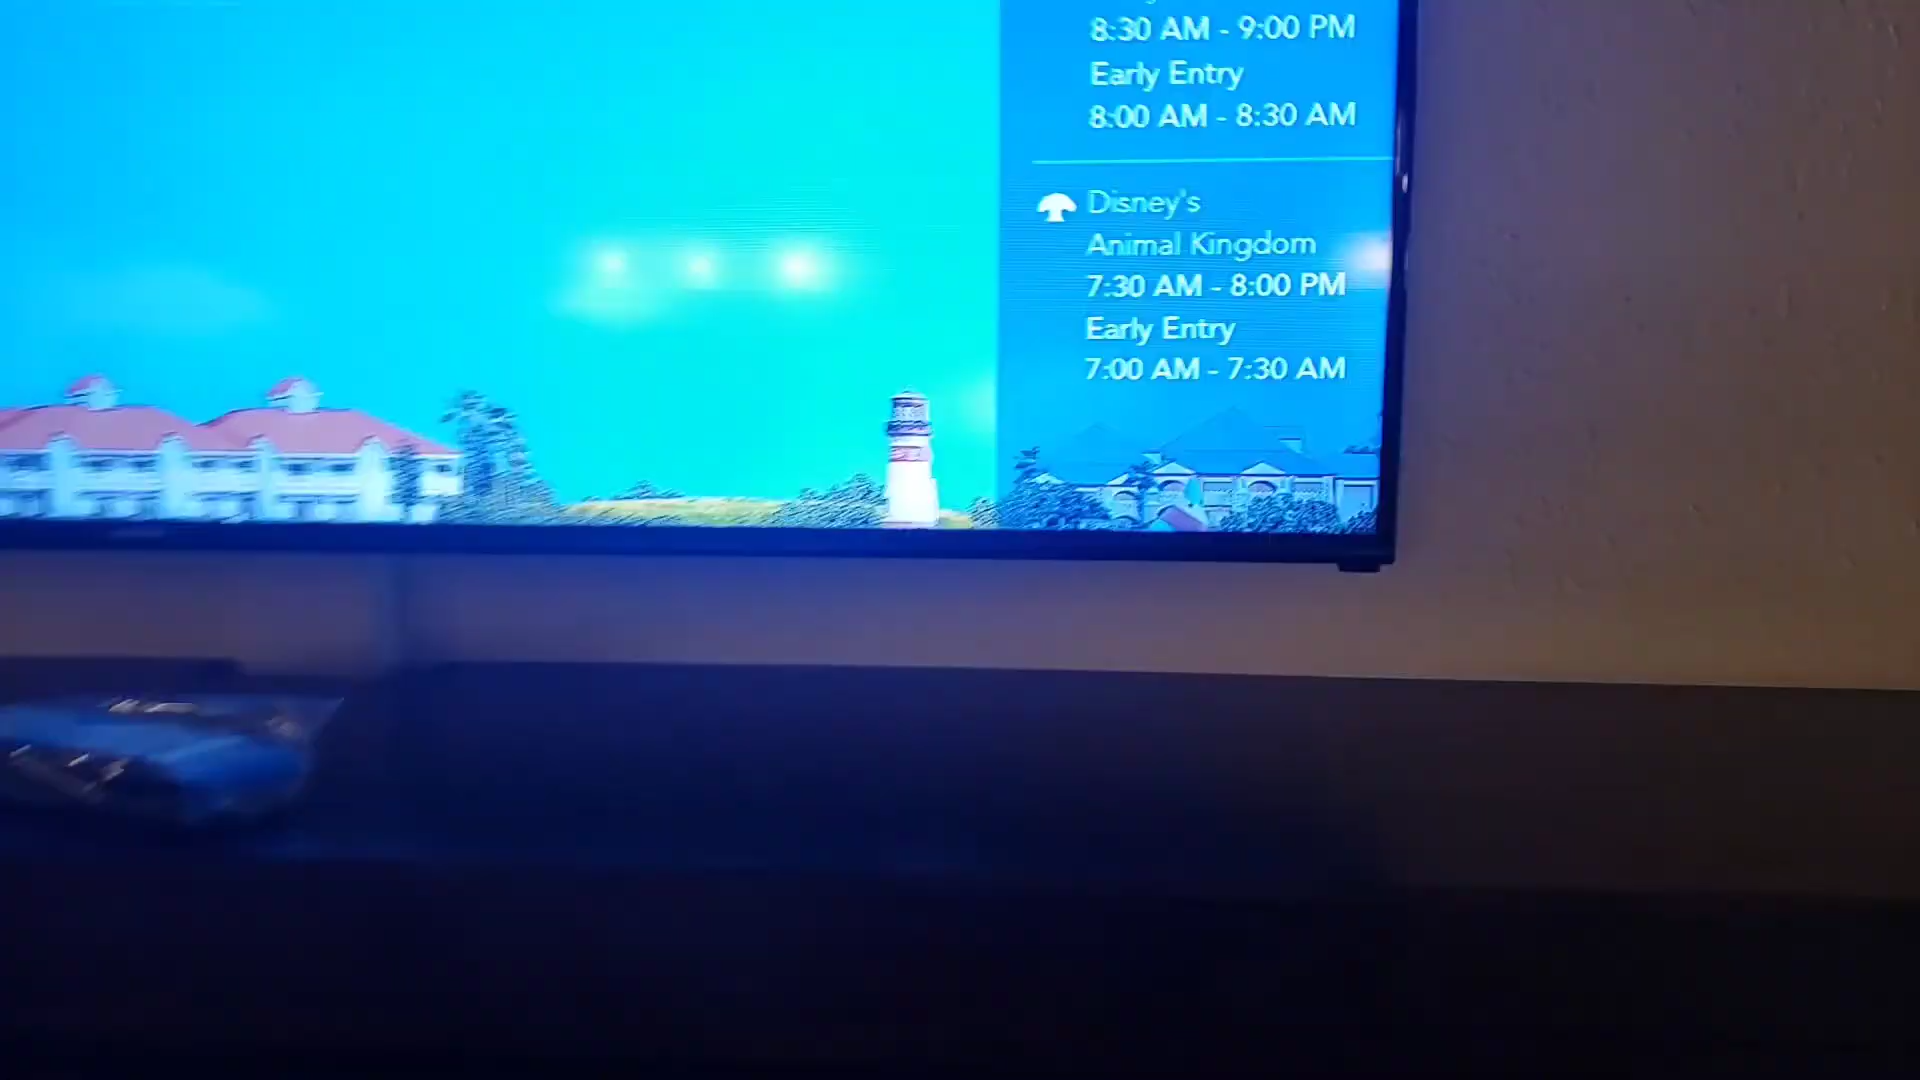 8:30 AM - 9:00 PM
Early Entry
8:00 AM - 8:30 AM
Disney's
Animal Kingdom
7:30 AM - 8:00 PM
Early Entry
7:00 AM - 7:30 AM